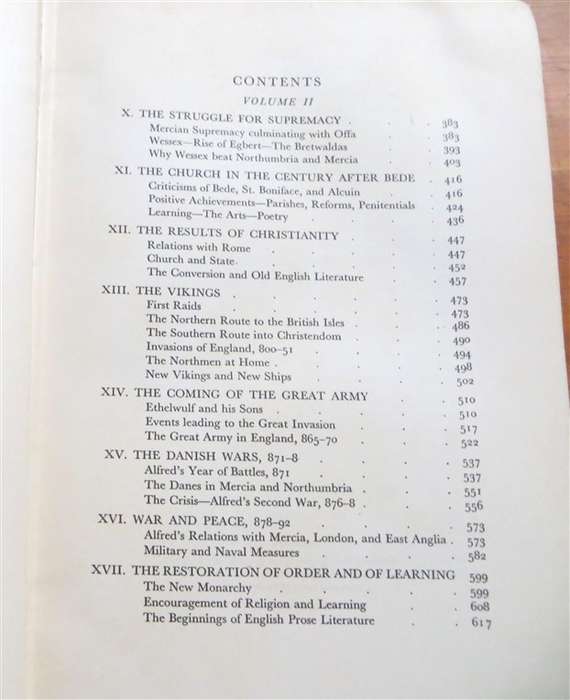 CONTENTS
VOLUME II
X. THE STRUGGLE FOR SUPREMACY . . . 383
Mercian Supremacy culminating with Offa . . 383
Wessex—Rise of Egbert—The Bretwaldas . . 393
Why Wessex beat Northumbria and Mercia . . 403
XI. THE CHURCH IN THE CENTURY AFTER BEDE . 416
Criticisms of Bede, St. Boniface, and Alcuin . . 416
Positive Achievements—Parishes, Reforms, Penitentials . 424
Learning—The Arts—Poetry . . . . 436
XII. THE RESULTS OF CHRISTIANITY . . . 447
Relations with Rome . . . . . 447
Church and State . . . . . 452
The Conversion and Old English Literature . . 457
XIII. THE VIKINGS . . . . . 473
First Raids . . . . . 473
The Northern Route to the British Isles . . . 486
The Southern Route into Christendom . . . 490
Invasions of England, 800–51 . . . . 494
The Northmen at Home . . . . . 498
New Vikings and New Ships . . . 502
XIV. THE COMING OF THE GREAT ARMY . . 510
Ethelwulf and his Sons . . . . 510
Events leading to the Great Invasion . . . 517
The Great Army in England, 865–70 . . . 522
XV. THE DANISH WARS, 871–8 . . . . 537
Alfred's Year of Battles, 871 . . . . 537
The Danes in Mercia and Northumbria . . . 551
The Crisis—Alfred's Second War, 876–8 . . . 556
XVI. WAR AND PEACE, 878–92 . . . . 573
Alfred's Relations with Mercia, London, and East Anglia . 573
Military and Naval Measures . . . . 582
XVII. THE RESTORATION OF ORDER AND OF LEARNING 599
The New Monarchy . . . . . 599
Encouragement of Religion and Learning . . 608
The Beginnings of English Prose Literature . . 617